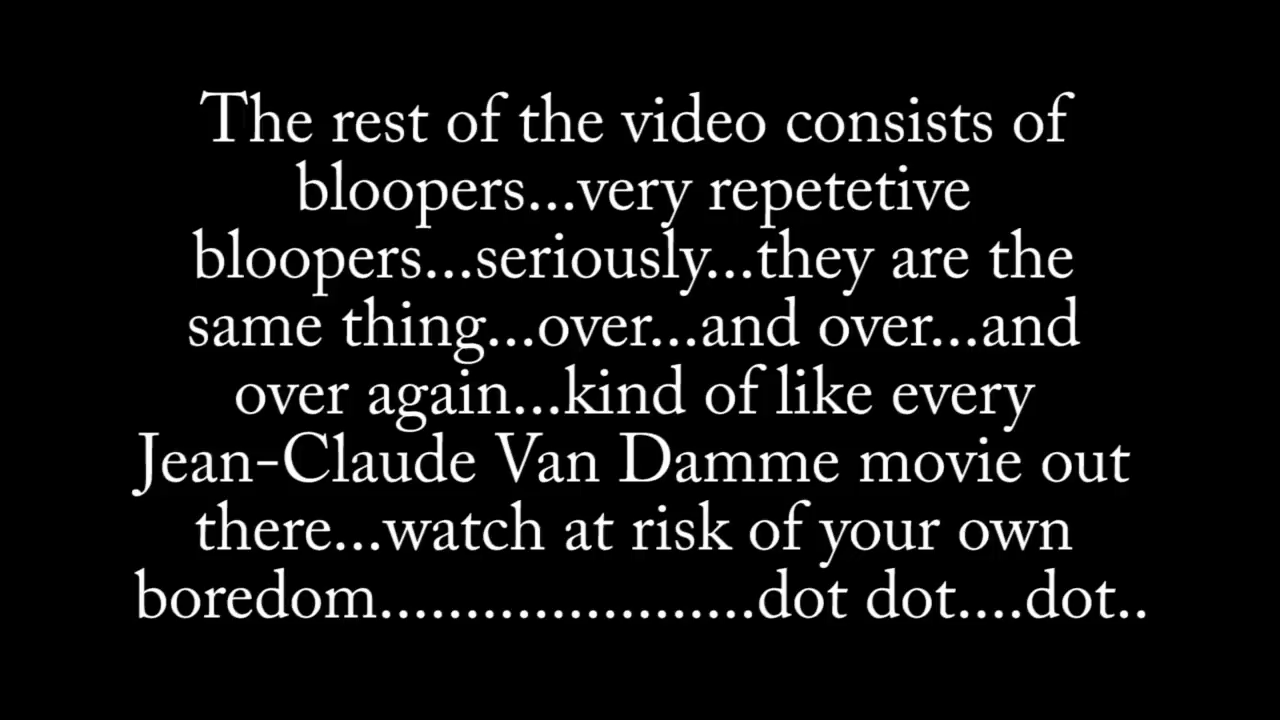 The rest of the video consists of
bloopers...very repetetive
bloopers...seriously...they are the
same thing...over...and over...and
over again...kind of like every
Jean-Claude Van Damme movie out
there...watch at risk of your own
boredom......................dot dot....dot..